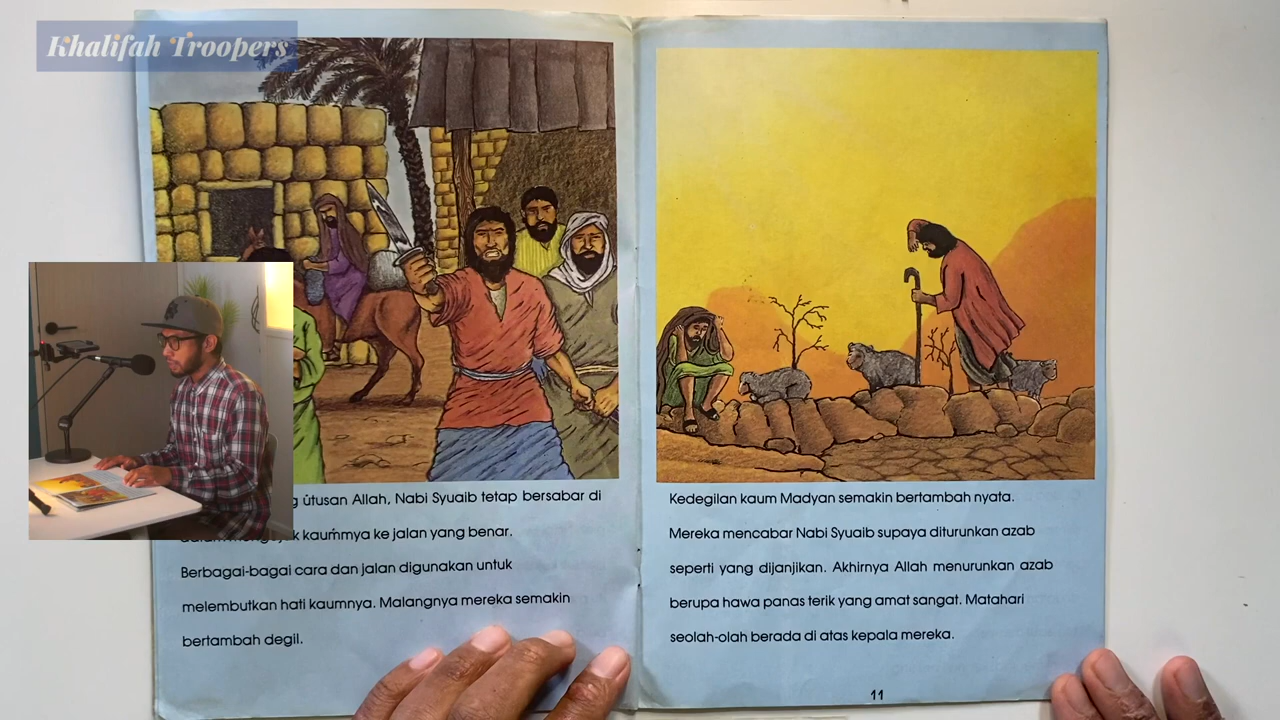 Khalifah Troopers
utusan Allah, Nabi Syuaib tetap bersabar di
kaumnya ke jalan yang benar.
Berbagai-bagai cara dan jalan digunakan untuk
melembutkan hati kaumnya. Malangnya mereka semakin
bertambah degil.
Kedegilan kaum Madyan semakin bertambah nyata.
Mereka mencabar Nabi Syuaib supaya diturunkan azab
seperti yang dijanjikan. Akhirnya Allah menurunkan azab
berupa hawa panas terik yang amat sangat. Matahari
seolah-olah berada di atas kepala mereka.
11